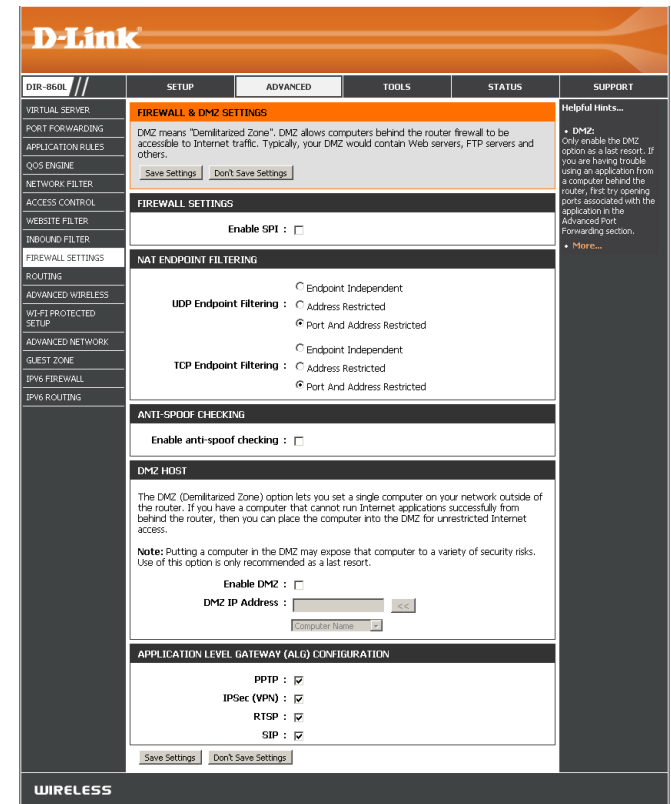 D-Link
DIR-860L // SETUP ADVANCED TOOLS STATUS SUPPORT
VIRTUAL SERVER
PORT FORWARDING
APPLICATION RULES
QOS ENGINE
NETWORK FILTER
ACCESS CONTROL
WEBSITE FILTER
INBOUND FILTER
FIREWALL SETTINGS
ROUTING
ADVANCED WIRELESS
WI-FI PROTECTED
SETUP
ADVANCED NETWORK
GUEST ZONE
IPV6 FIREWALL
IPV6 ROUTING
FIREWALL & DMZ SETTINGS
DMZ means "Demilitarized Zone". DMZ allows computers behind the router firewall to be
accessible to Internet traffic. Typically, your DMZ would contain Web servers, FTP servers and
others.
Save Settings Don't Save Settings
FIREWALL SETTINGS
Enable SPI :
NAT ENDPOINT FILTERING
UDP Endpoint Filtering :
Endpoint Independent
Address Restricted
Port And Address Restricted
TCP Endpoint Filtering :
Endpoint Independent
Address Restricted
Port And Address Restricted
ANTI-SPOOF CHECKING
Enable anti-spoof checking :
DMZ HOST
The DMZ (Demilitarized Zone) option lets you set a single computer on your network outside of
the router. If you have a computer that cannot run Internet applications successfully from
behind the router, then you can place the computer into the DMZ for unrestricted Internet
access.
Note: Putting a computer in the DMZ may expose that computer to a variety of security risks.
Use of this option is only recommended as a last resort.
Enable DMZ :
DMZ IP Address : <<
Computer Name
APPLICATION LEVEL GATEWAY (ALG) CONFIGURATION
PPTP :
IPSec (VPN) :
RTSP :
SIP :
Save Settings Don't Save Settings
Helpful Hints...
• DMZ:
Only enable the DMZ
option as a last resort. If
you are having trouble
using an application from
a computer behind the
router, first try opening
ports associated with the
application in the
Advanced Port
Forwarding section.
• More...
WIRELESS